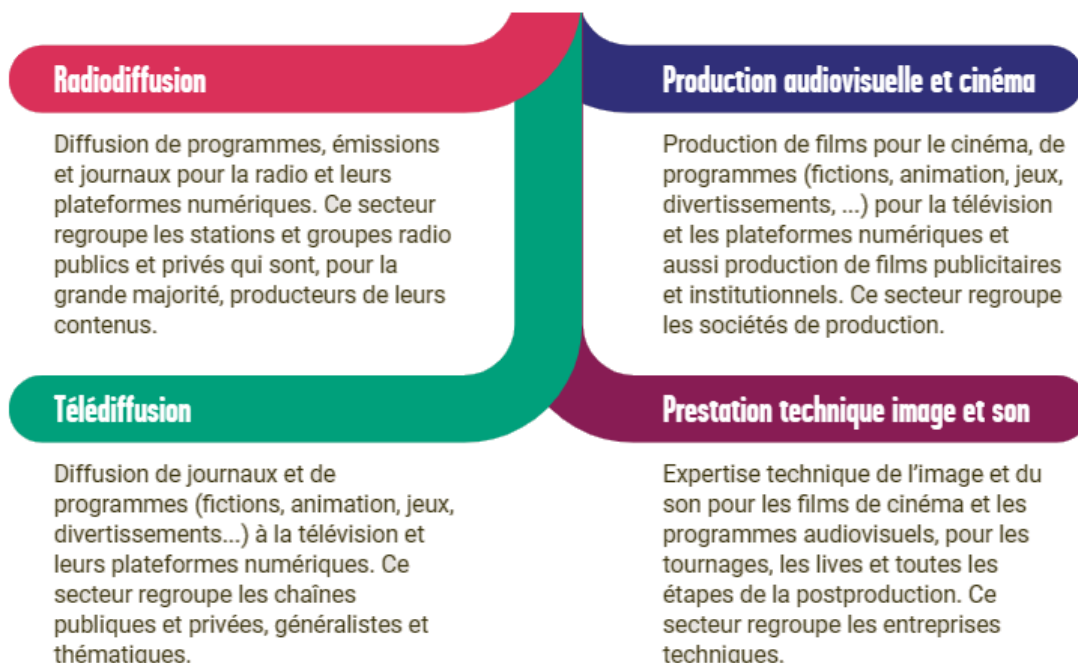 Radiodiffusion
Diffusion de programmes, émissions
et journaux pour la radio et leurs
plateformes numériques. Ce secteur
regroupe les stations et groupes radio
publics et privés qui sont, pour la
grande majorité, producteurs de leurs
contenus.
Télédiffusion
Diffusion de journaux et de
programmes (fictions, animation, jeux,
divertissements...) à la télévision et
leurs plateformes numériques. Ce
secteur regroupe les chaînes
publiques et privées, généralistes et
thématiques.
Production audiovisuelle et cinéma
Production de films pour le cinéma, de
programmes (fictions, animation, jeux,
divertissements, ...) pour la télévision
et les plateformes numériques et
aussi production de films publicitaires
et institutionnels. Ce secteur regroupe
les sociétés de production.
Prestation technique image et son
Expertise technique de l’image et du
son pour les films de cinéma et les
programmes audiovisuels, pour les
tournages, les lives et toutes les
étapes de la postproduction. Ce
secteur regroupe les entreprises
techniques.